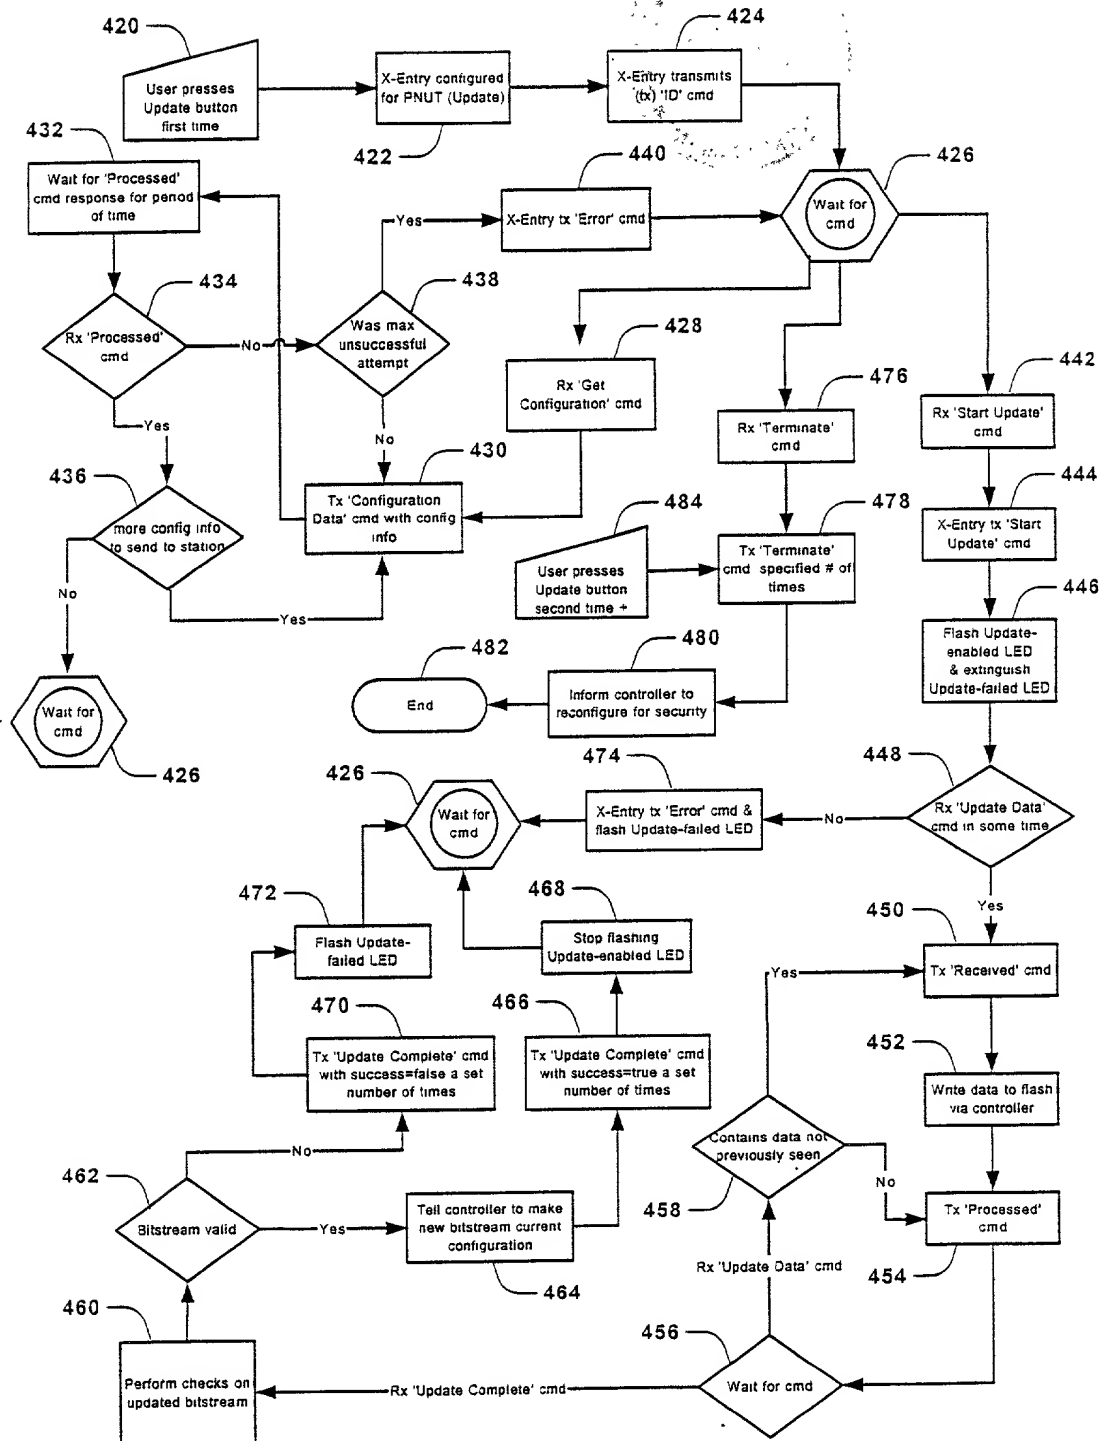 420
User presses
Update button
first time
X-Entry configured
for PNUT (Update)
422
424
X-Entry transmits
(tx) 'ID' cmd
426
Wait for
cmd
432
Wait for 'Processed'
cmd response for period
of time
440
X-Entry tx 'Error' cmd
Yes
434
Rx 'Processed'
cmd
No
438
Was max
unsuccessful
attempt
No
Yes
428
Rx 'Get
Configuration' cmd
476
Rx 'Terminate'
cmd
442
Rx 'Start Update'
cmd
436
more config info
to send to station
No
Yes
430
Tx 'Configuration
Data' cmd with config
info
484
User presses
Update button
second time +
478
Tx 'Terminate'
cmd specified # of
times
444
X-Entry tx 'Start
Update' cmd
446
Flash Update-
enabled LED
& extinguish
Update-failed LED
482
End
480
Inform controller to
reconfigure for security
Wait for
cmd
426
426
Wait for
cmd
474
X-Entry tx 'Error' cmd &
flash Update-failed LED
No
448
Rx 'Update Data'
cmd in some time
Yes
472
Flash Update-
failed LED
468
Stop flashing
Update-enabled LED
450
Tx 'Received' cmd
Yes
470
Tx 'Update Complete' cmd
with success=false a set
number of times
466
Tx 'Update Complete' cmd
with success=true a set
number of times
452
Write data to flash
via controller
Contains data not
previously seen
458
No
Tx 'Processed'
cmd
454
462
Bitstream valid
No
Yes
Tell controller to make
new bitstream current
configuration
464
Rx 'Update Data' cmd
460
Perform checks on
updated bitstream
Rx 'Update Complete' cmd
456
Wait for cmd